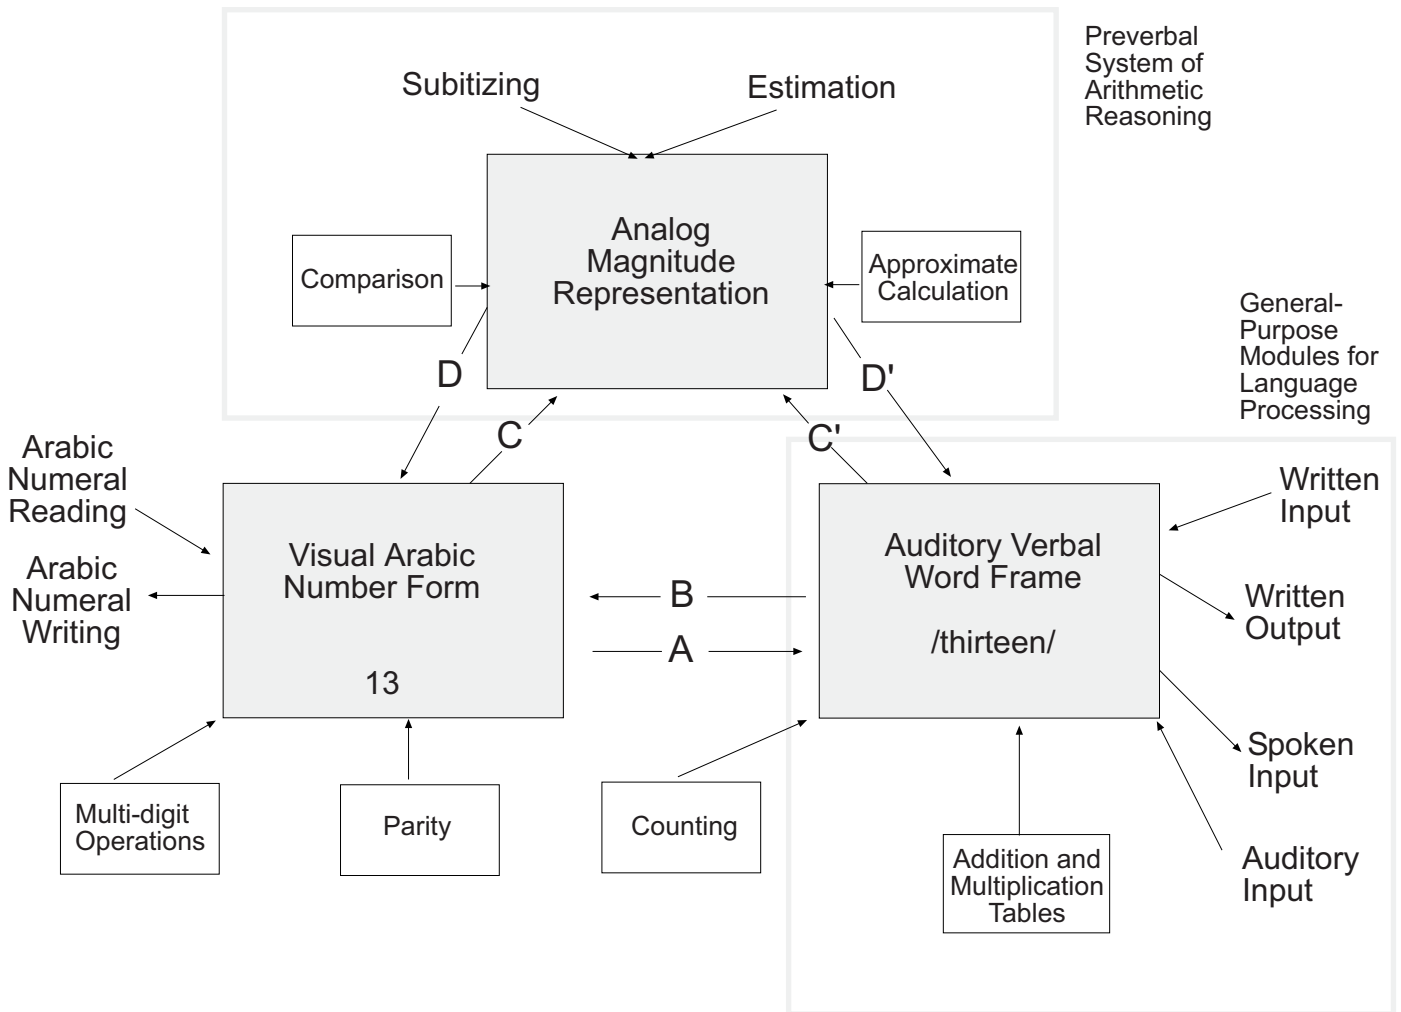 Preverbal
System of
Arithmetic
Reasoning
Subitizing
Estimation
Analog
Magnitude
Representation
Comparison
Approximate
Calculation
General-
Purpose
Modules for
Language
Processing
D
D'
C
C'
Arabic
Numeral
Reading
Arabic
Numeral
Writing
Visual Arabic
Number Form
13
B
A
Auditory Verbal
Word Frame
/thirteen/
Written
Input
Written
Output
Spoken
Input
Auditory
Input
Multi-digit
Operations
Parity
Counting
Addition and
Multiplication
Tables